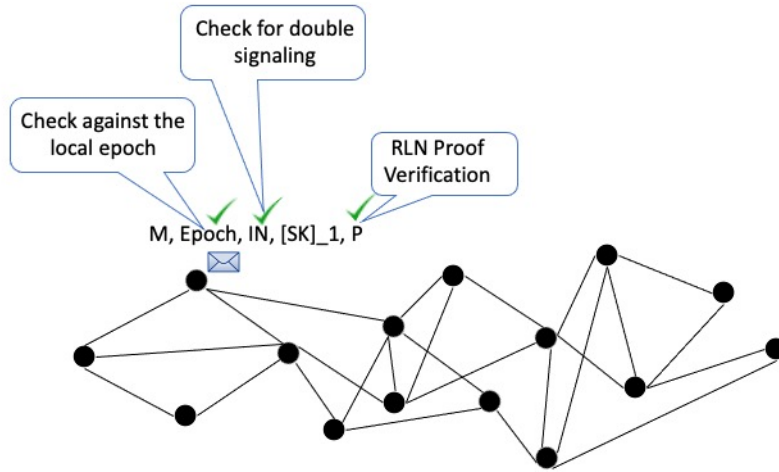 Check for double
signaling
Check against the
local epoch
RLN Proof
Verification
M, Epoch, IN, [SK]_1, P